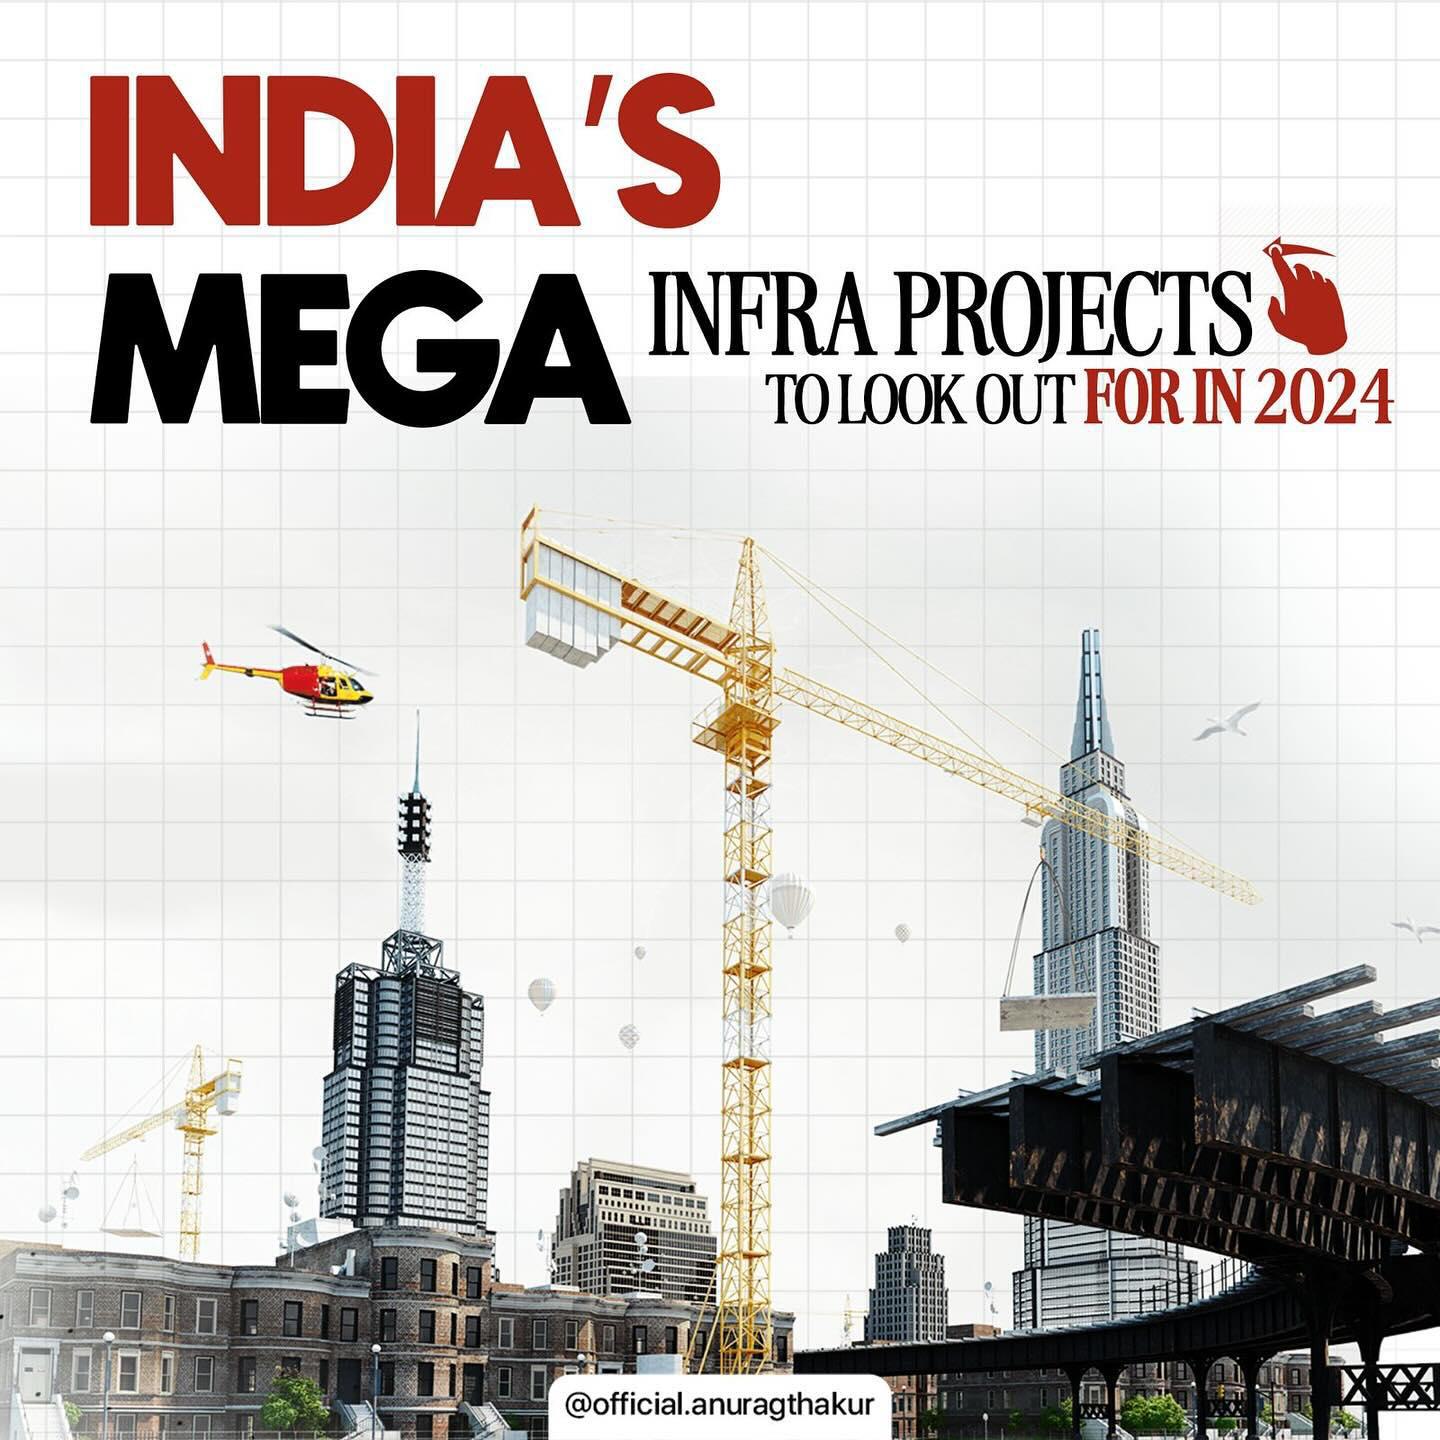 INDIA'S
MEGA INFRA PROJECTS
TO LOOK OUT FOR IN 2024
@official.anuragthakur